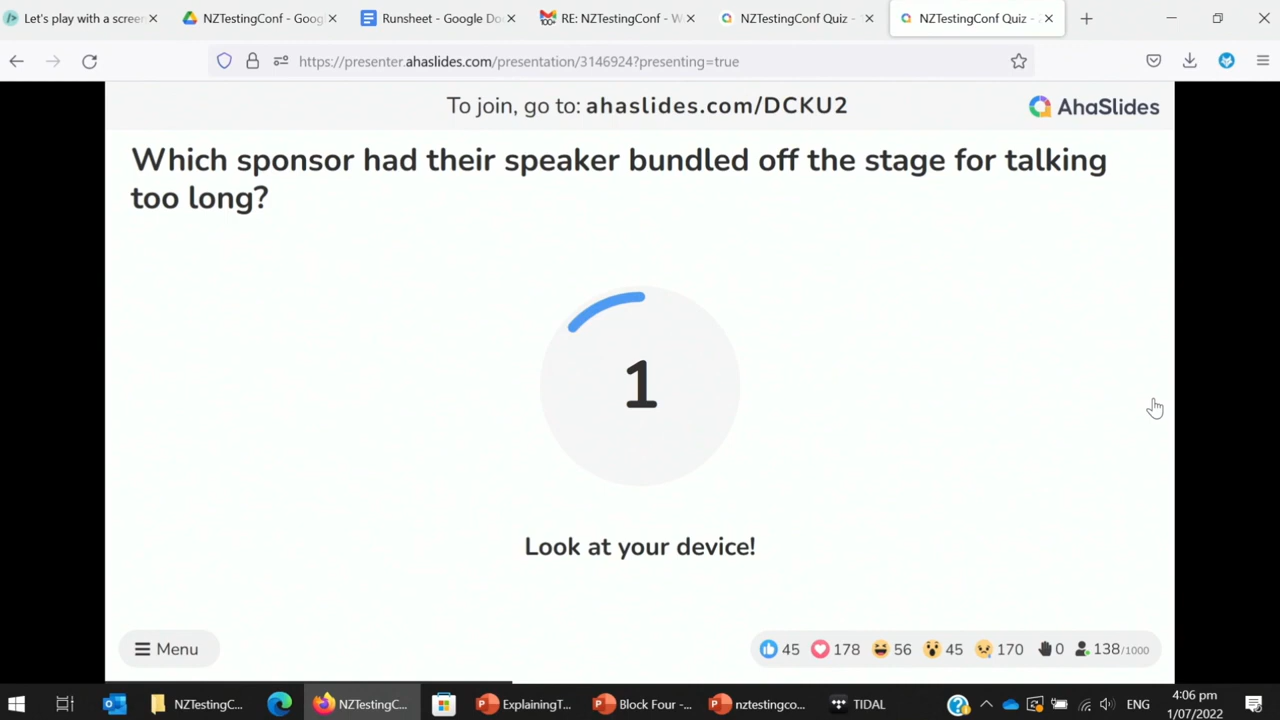 Let's play with a screen
NZTestingConf - Goog
Runsheet - Google Do
RE: NZTestingConf - W
NZTestingConf Quiz -
NZTestingConf Quiz -
https://presenter.ahaslides.com/presentation/3146924?presenting=true
To join, go to: ahaslides.com/DCKU2
AhaSlides
Which sponsor had their speaker bundled off the stage for talking
too long?
1
Look at your device!
Menu
45 178 56 45 170 0 138/1000
NZTestingC...
NZTestingC...
ExplainingT...
Block Four -...
nztestingco...
TIDAL
ENG
4:06 pm
1/07/2022